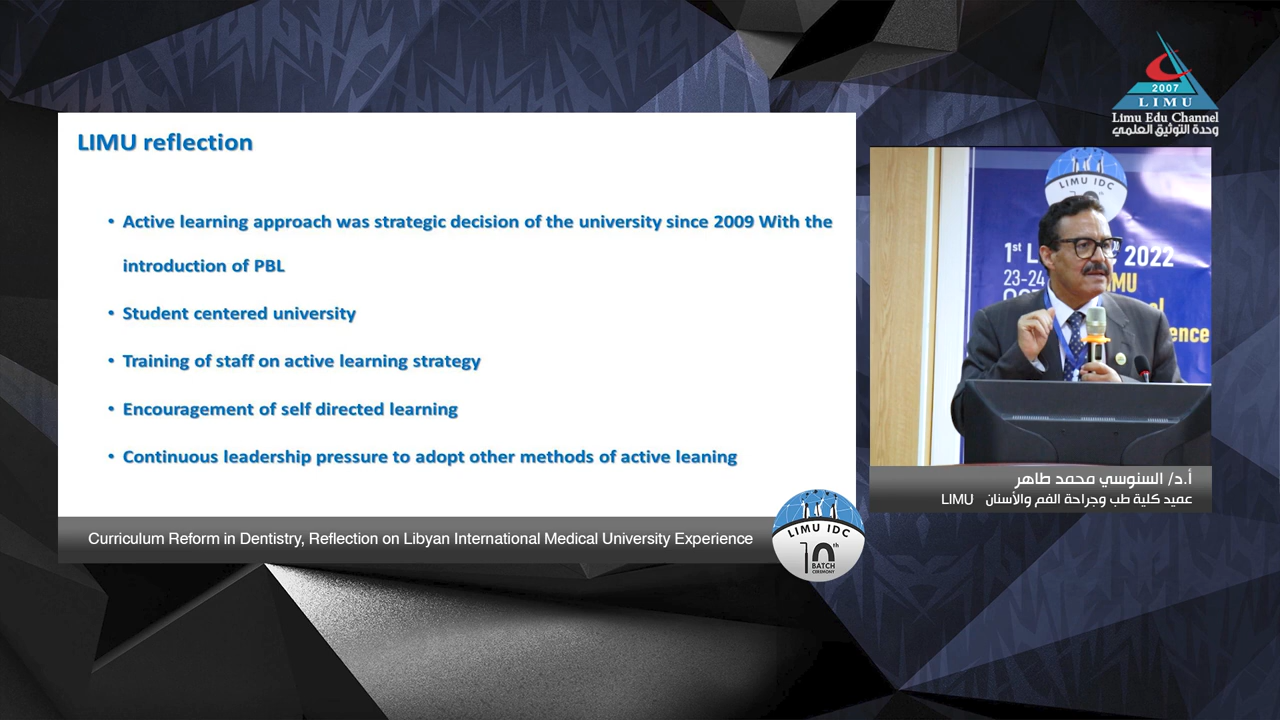 2007
LIMU
Limu Edu Channel
وحدة التوثيق العلمي
LIMU reflection
• Active learning approach was strategic decision of the university since 2009 With the
introduction of PBL
• Student centered university
• Training of staff on active learning strategy
• Encouragement of self directed learning
• Continuous leadership pressure to adopt other methods of active leaning
LIMU IDC
1st L
2022
23-24
ence
أ.د/ السنوسي محمد طاهر
عميد كلية طب وجراحة الفم والأسنان LIMU
Curriculum Reform in Dentistry, Reflection on Libyan International Medical University Experience
LIMU IDC
10th
BATCH
CEREMONY